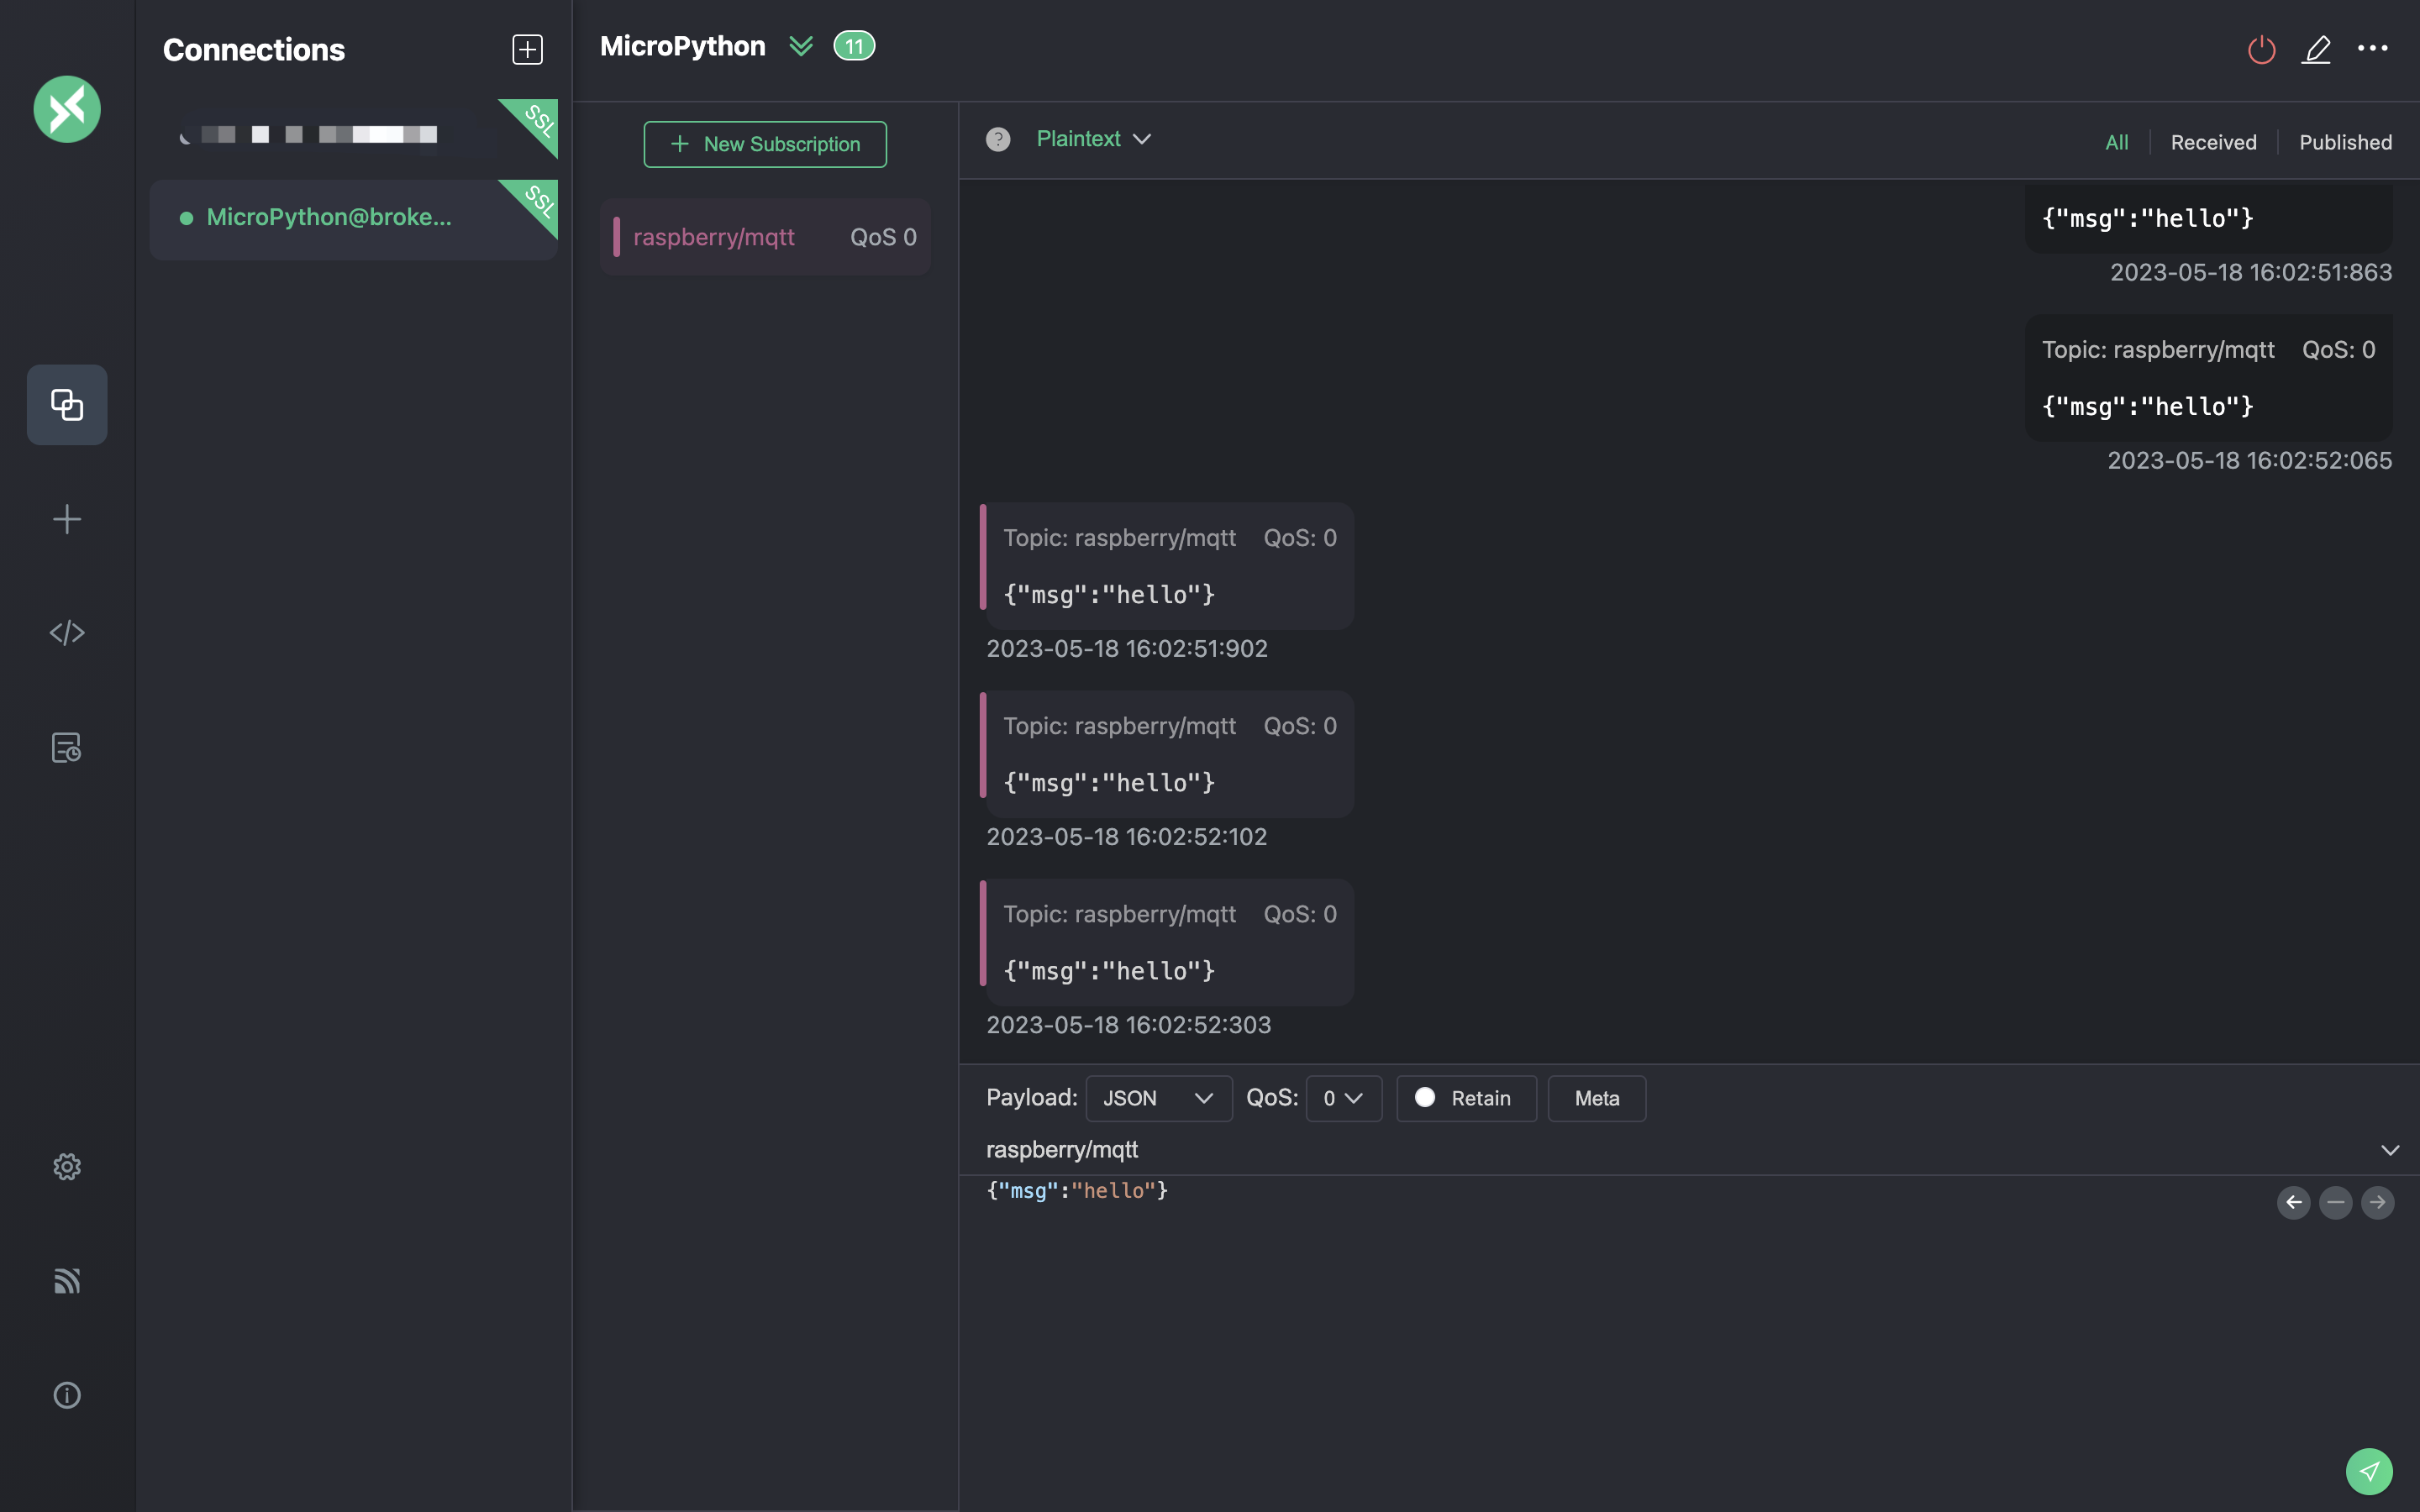 Connections
SSL
MicroPython@broke...
SSL
MicroPython
11
New Subscription
raspberry/mqtt QoS 0
Plaintext
All Received Published
{"msg":"hello"}
2023-05-18 16:02:51:863
Topic: raspberry/mqtt QoS: 0
{"msg":"hello"}
2023-05-18 16:02:52:065
Topic: raspberry/mqtt QoS: 0
{"msg":"hello"}
2023-05-18 16:02:51:902
Topic: raspberry/mqtt QoS: 0
{"msg":"hello"}
2023-05-18 16:02:52:102
Topic: raspberry/mqtt QoS: 0
{"msg":"hello"}
2023-05-18 16:02:52:303
Payload: JSON QoS: 0 Retain Meta
raspberry/mqtt
{"msg":"hello"}